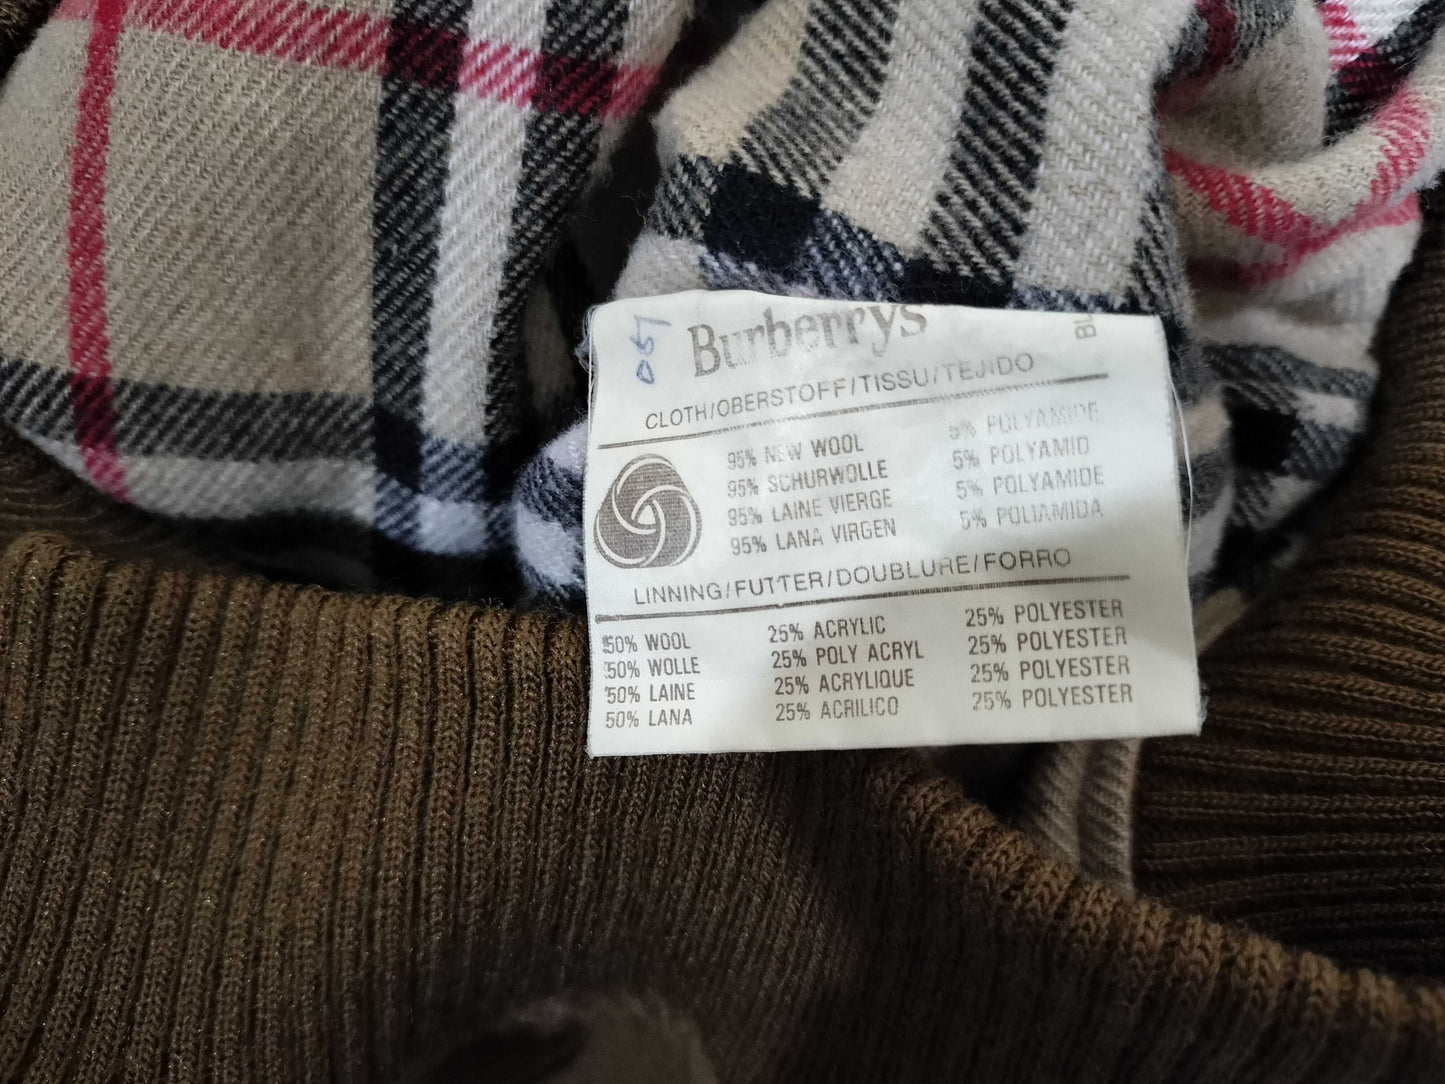 067
Burberrys
CLOTH/OBERSTOFF/TISSU/TEJIDO
95% NEW WOOL 5% POLYAMIDE
95% SCHURWOLLE 5% POLYAMID
95% LAINE VIERGE 5% POLYAMIDE
95% LANA VIRGEN 5% POLIAMIDA
LINNING/FUTTER/DOUBLURE/FORRO
50% WOOL 25% ACRYLIC 25% POLYESTER
50% WOLLE 25% POLY ACRYL 25% POLYESTER
50% LAINE 25% ACRYLIQUE 25% POLYESTER
50% LANA 25% ACRILICO 25% POLYESTER